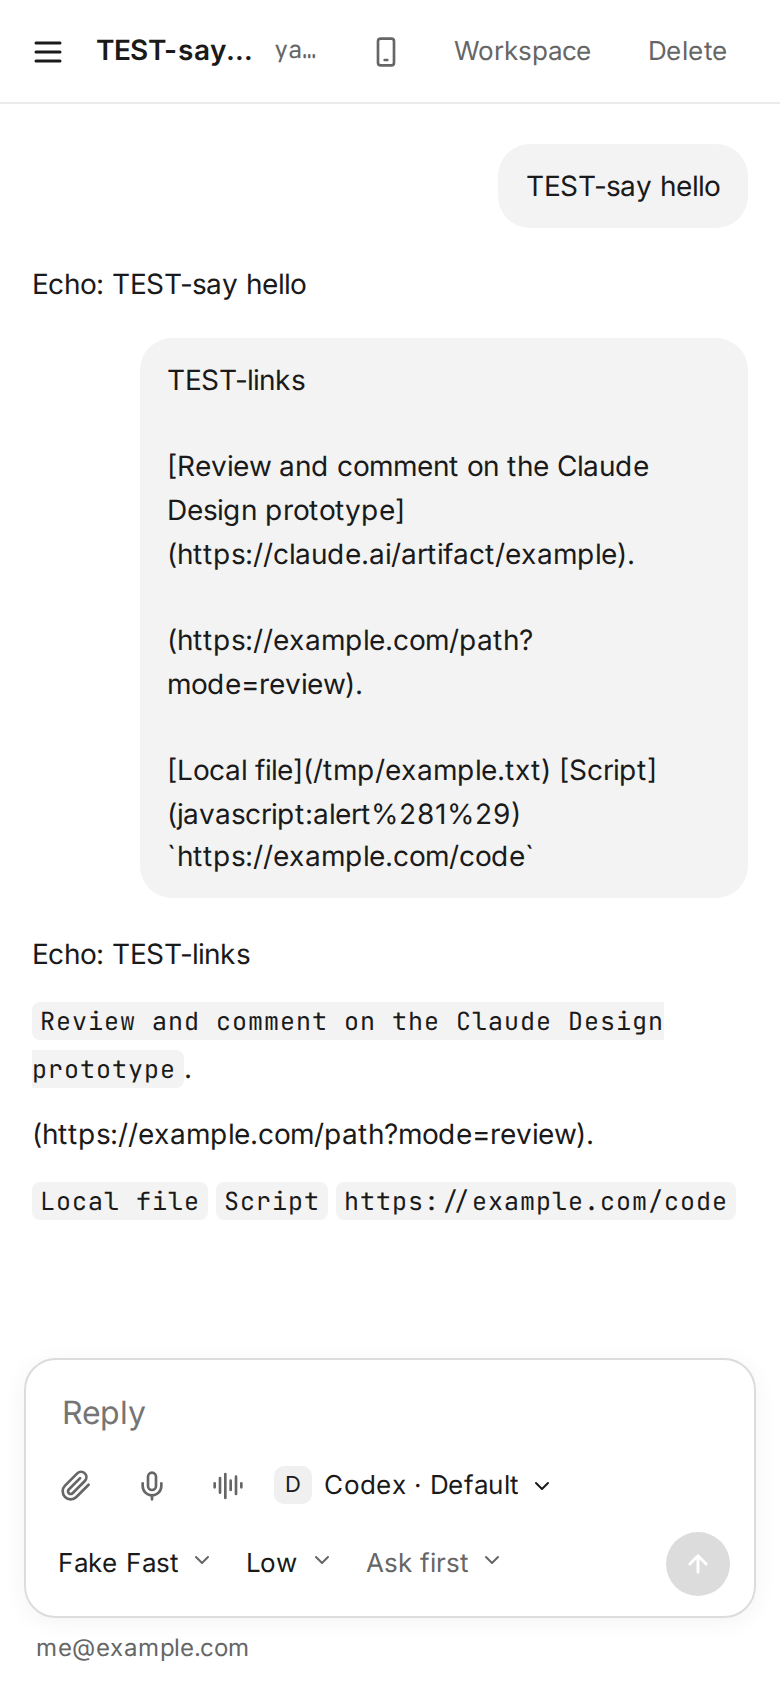 TEST-say... ya... Workspace Delete
TEST-say hello
Echo: TEST-say hello
TEST-links
[Review and comment on the Claude
Design prototype]
(https://claude.ai/artifact/example).
(https://example.com/path?
mode=review).
[Local file](/tmp/example.txt) [Script]
(javascript:alert%281%29)
`https://example.com/code`
Echo: TEST-links
Review and comment on the Claude Design
prototype.
(https://example.com/path?mode=review).
Local file Script https://example.com/code
Reply
D Codex · Default
Fake Fast Low Ask first
me@example.com